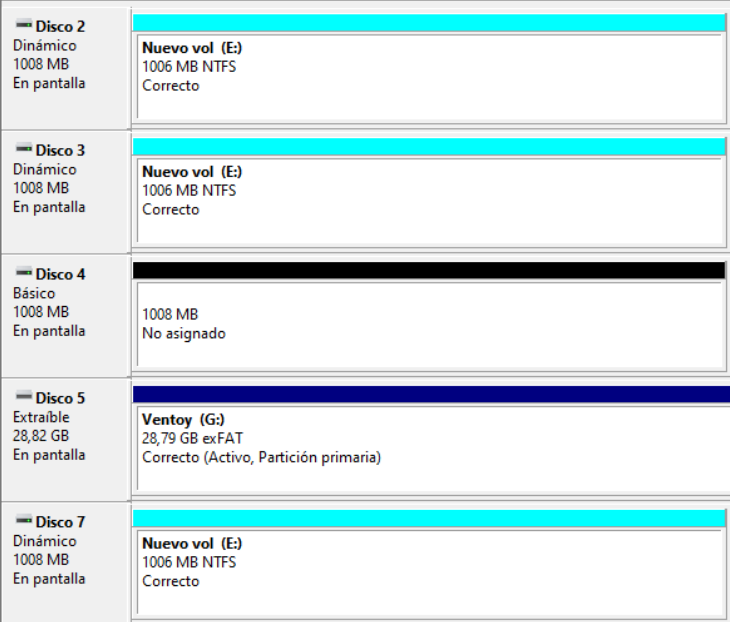 Disco 2
Dinámico
1008 MB
En pantalla
Nuevo vol (E:)
1006 MB NTFS
Correcto
Disco 3
Dinámico
1008 MB
En pantalla
Nuevo vol (E:)
1006 MB NTFS
Correcto
Disco 4
Básico
1008 MB
En pantalla
1008 MB
No asignado
Disco 5
Extraíble
28,82 GB
En pantalla
Ventoy (G:)
28,79 GB exFAT
Correcto (Activo, Partición primaria)
Disco 7
Dinámico
1008 MB
En pantalla
Nuevo vol (E:)
1006 MB NTFS
Correcto